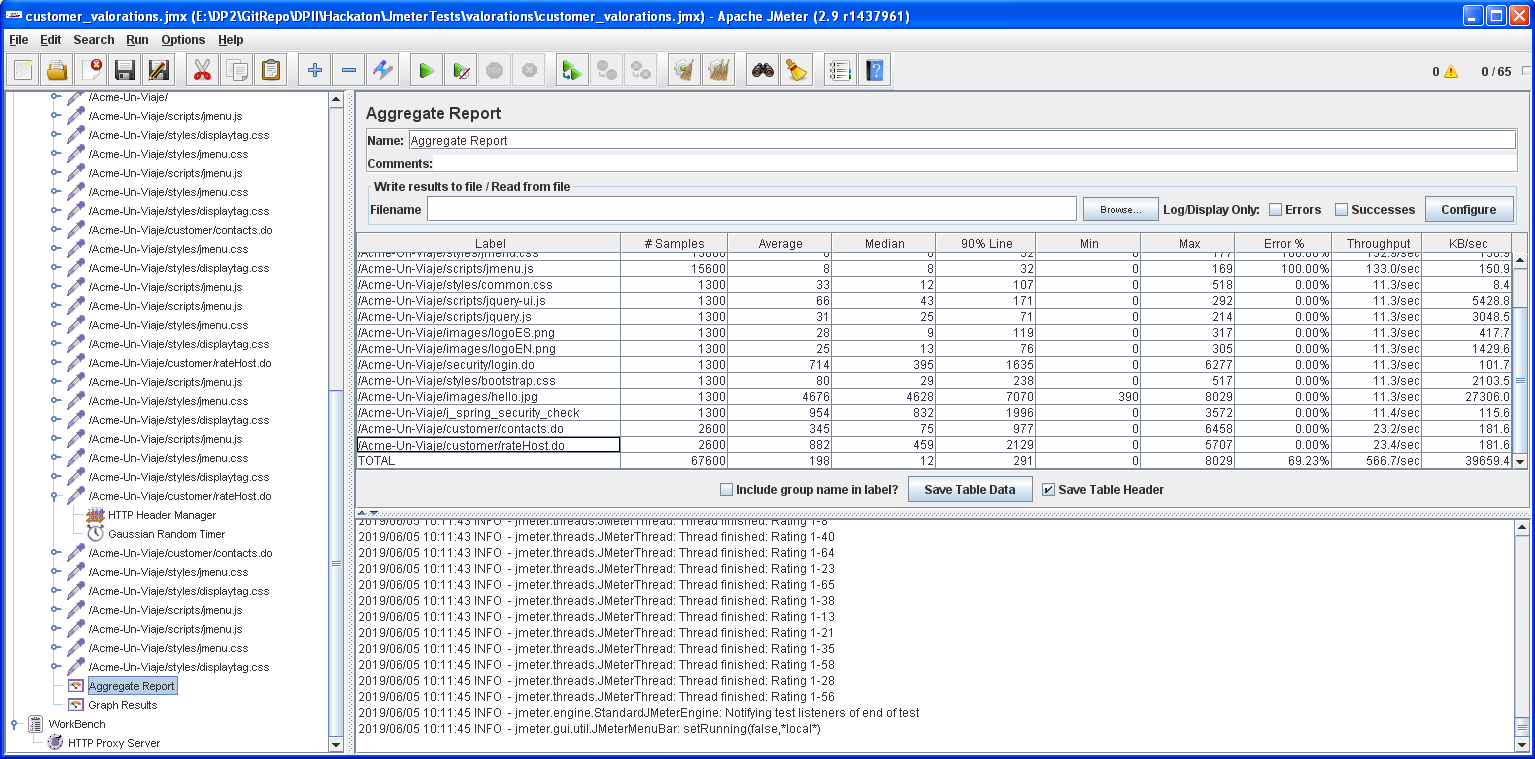 customer_valorations.jmx (E:\DP2\GitRepo\DPII\Hackaton\JmeterTests\valorations\customer_valorations.jmx) - Apache JMeter (2.9 r1437961)
File Edit Search Run Options Help
0 0 / 65
/Acme-Un-Viaje/
/Acme-Un-Viaje/scripts/jmenu.js
/Acme-Un-Viaje/styles/displaytag.css
/Acme-Un-Viaje/styles/jmenu.css
/Acme-Un-Viaje/scripts/jmenu.js
/Acme-Un-Viaje/styles/jmenu.css
/Acme-Un-Viaje/styles/displaytag.css
/Acme-Un-Viaje/customer/contacts.do
/Acme-Un-Viaje/styles/jmenu.css
/Acme-Un-Viaje/styles/displaytag.css
/Acme-Un-Viaje/scripts/jmenu.js
/Acme-Un-Viaje/scripts/jmenu.js
/Acme-Un-Viaje/styles/jmenu.css
/Acme-Un-Viaje/styles/displaytag.css
/Acme-Un-Viaje/customer/rateHost.do
/Acme-Un-Viaje/scripts/jmenu.js
/Acme-Un-Viaje/styles/jmenu.css
/Acme-Un-Viaje/styles/displaytag.css
/Acme-Un-Viaje/scripts/jmenu.js
/Acme-Un-Viaje/styles/jmenu.css
/Acme-Un-Viaje/styles/displaytag.css
/Acme-Un-Viaje/customer/rateHost.do
HTTP Header Manager
Gaussian Random Timer
/Acme-Un-Viaje/customer/contacts.do
/Acme-Un-Viaje/styles/jmenu.css
/Acme-Un-Viaje/styles/displaytag.css
/Acme-Un-Viaje/scripts/jmenu.js
/Acme-Un-Viaje/scripts/jmenu.js
/Acme-Un-Viaje/styles/jmenu.css
/Acme-Un-Viaje/styles/displaytag.css
Aggregate Report
Graph Results
WorkBench
HTTP Proxy Server
Aggregate Report
Name: Aggregate Report
Comments:
Write results to file / Read from file
Filename Browse... Log/Display Only: Errors Successes Configure
Label # Samples Average Median 90% Line Min Max Error % Throughput KB/sec
/Acme-Un-Viaje/styles/jmenu.css
/Acme-Un-Viaje/scripts/jmenu.js 15600 8 8 32 0 169 100.00% 133.0/sec 150.9
/Acme-Un-Viaje/styles/common.css 1300 33 12 107 0 518 0.00% 11.3/sec 8.4
/Acme-Un-Viaje/scripts/jquery-ui.js 1300 66 43 171 0 292 0.00% 11.3/sec 5428.8
/Acme-Un-Viaje/scripts/jquery.js 1300 31 25 71 0 214 0.00% 11.3/sec 3048.5
/Acme-Un-Viaje/images/logoES.png 1300 28 9 119 0 317 0.00% 11.3/sec 417.7
/Acme-Un-Viaje/images/logoEN.png 1300 25 13 76 0 305 0.00% 11.3/sec 1429.6
/Acme-Un-Viaje/security/login.do 1300 714 395 1635 0 6277 0.00% 11.3/sec 101.7
/Acme-Un-Viaje/styles/bootstrap.css 1300 80 29 238 0 517 0.00% 11.3/sec 2103.5
/Acme-Un-Viaje/images/hello.jpg 1300 4676 4628 7070 390 8029 0.00% 11.3/sec 27306.0
/Acme-Un-Viaje/j_spring_security_check 1300 954 832 1996 0 3572 0.00% 11.4/sec 115.6
/Acme-Un-Viaje/customer/contacts.do 2600 345 75 977 0 6458 0.00% 23.2/sec 181.6
/Acme-Un-Viaje/customer/rateHost.do 2600 882 459 2129 0 5707 0.00% 23.4/sec 181.6
TOTAL 67600 198 12 291 0 8029 69.23% 566.7/sec 39659.4
Include group name in label? Save Table Data Save Table Header
2019/06/05 10:11:43 INFO - jmeter.threads.JMeterThread: Thread finished: Rating 1-8
2019/06/05 10:11:43 INFO - jmeter.threads.JMeterThread: Thread finished: Rating 1-40
2019/06/05 10:11:43 INFO - jmeter.threads.JMeterThread: Thread finished: Rating 1-64
2019/06/05 10:11:43 INFO - jmeter.threads.JMeterThread: Thread finished: Rating 1-23
2019/06/05 10:11:43 INFO - jmeter.threads.JMeterThread: Thread finished: Rating 1-65
2019/06/05 10:11:43 INFO - jmeter.threads.JMeterThread: Thread finished: Rating 1-38
2019/06/05 10:11:43 INFO - jmeter.threads.JMeterThread: Thread finished: Rating 1-13
2019/06/05 10:11:45 INFO - jmeter.threads.JMeterThread: Thread finished: Rating 1-21
2019/06/05 10:11:45 INFO - jmeter.threads.JMeterThread: Thread finished: Rating 1-35
2019/06/05 10:11:45 INFO - jmeter.threads.JMeterThread: Thread finished: Rating 1-58
2019/06/05 10:11:45 INFO - jmeter.threads.JMeterThread: Thread finished: Rating 1-28
2019/06/05 10:11:45 INFO - jmeter.threads.JMeterThread: Thread finished: Rating 1-56
2019/06/05 10:11:45 INFO - jmeter.engine.StandardJMeterEngine: Notifying test listeners of end of test
2019/06/05 10:11:45 INFO - jmeter.gui.util.JMeterMenuBar: setRunning(false,*local*)